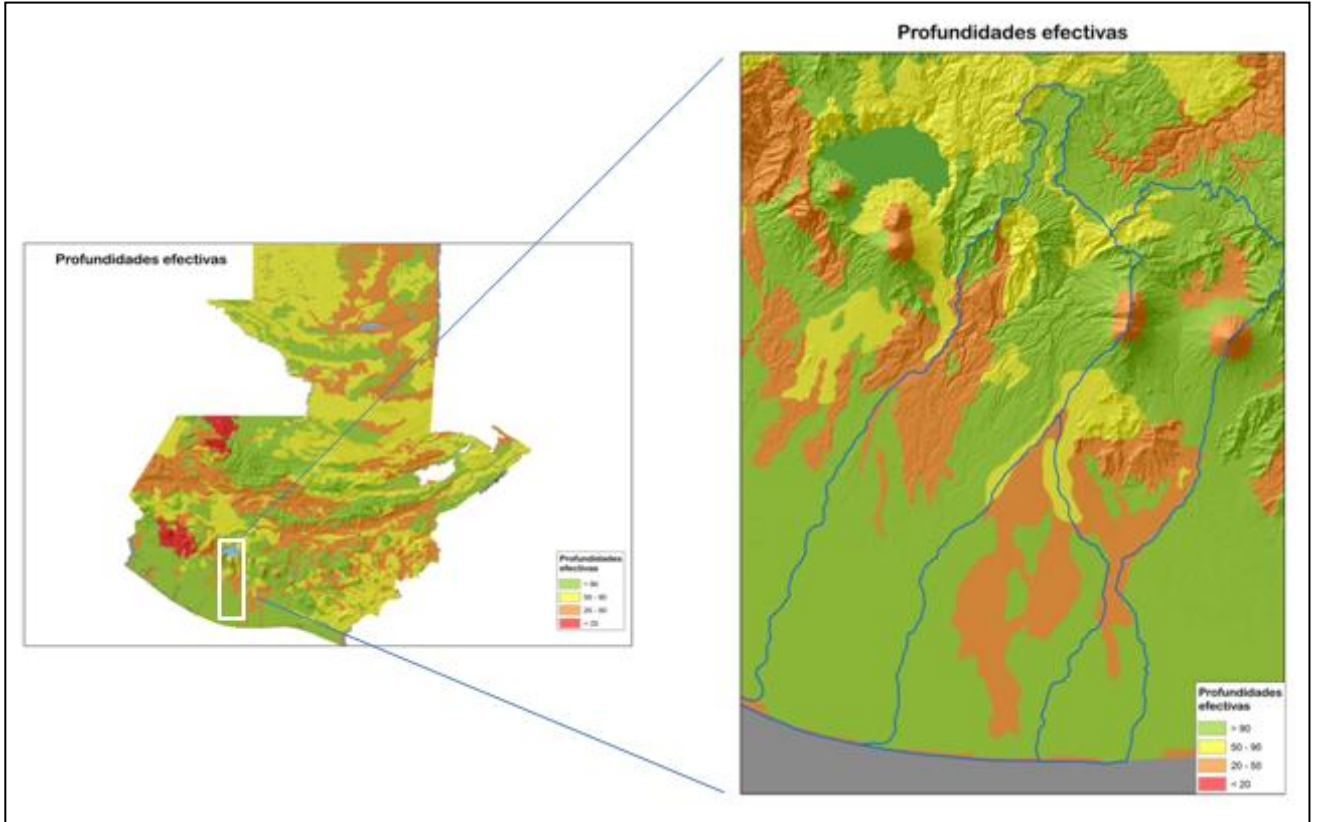 Profundidades efectivas
Profundidades efectivas
Profundidades
efectivas
> 90
50 - 90
20 - 50
< 20
Profundidades
efectivas
> 90
50 - 90
20 - 50
< 20